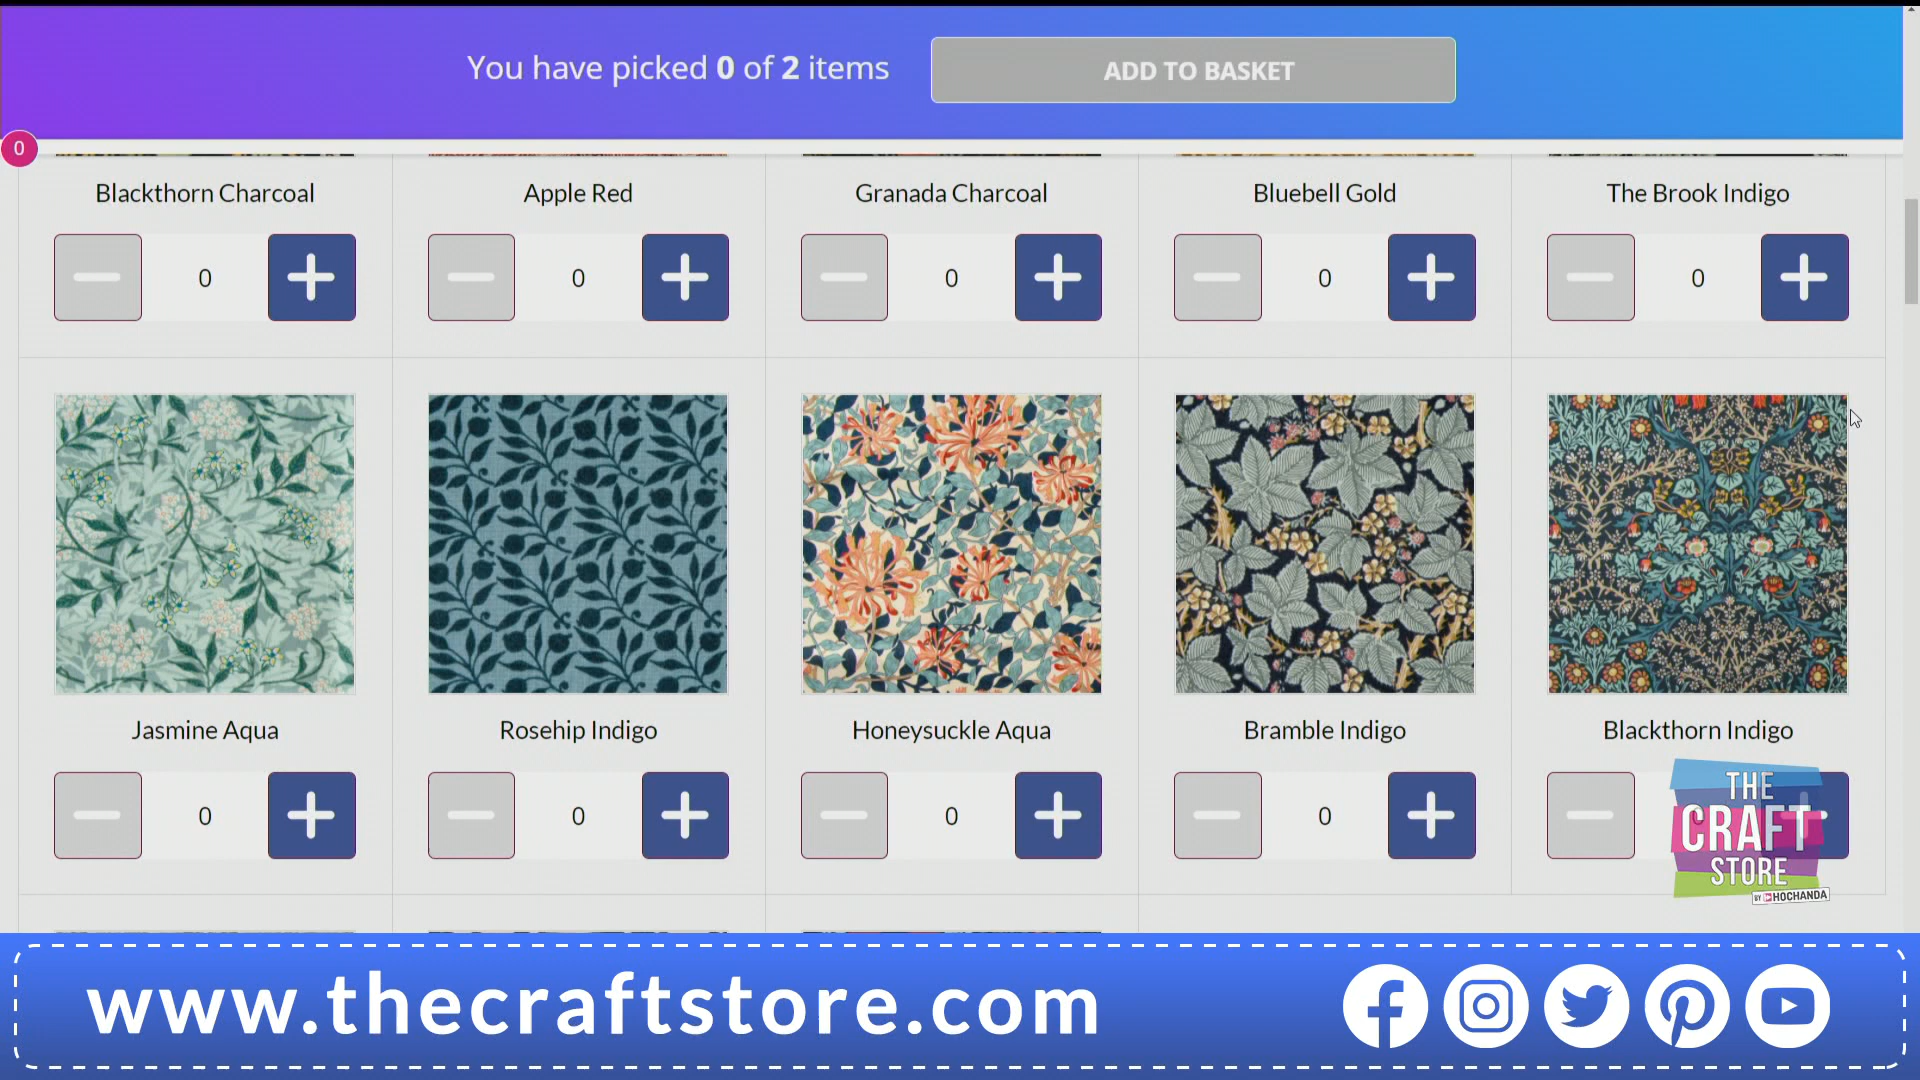 You have picked 0 of 2 items
ADD TO BASKET
0
Blackthorn Charcoal
Apple Red
Granada Charcoal
Bluebell Gold
The Brook Indigo
0
0
0
0
0
Jasmine Aqua
Rosehip Indigo
Honeysuckle Aqua
Bramble Indigo
Blackthorn Indigo
0
0
0
0
THE
CRAFT
STORE
BY HOCHANDA
www.thecraftstore.com